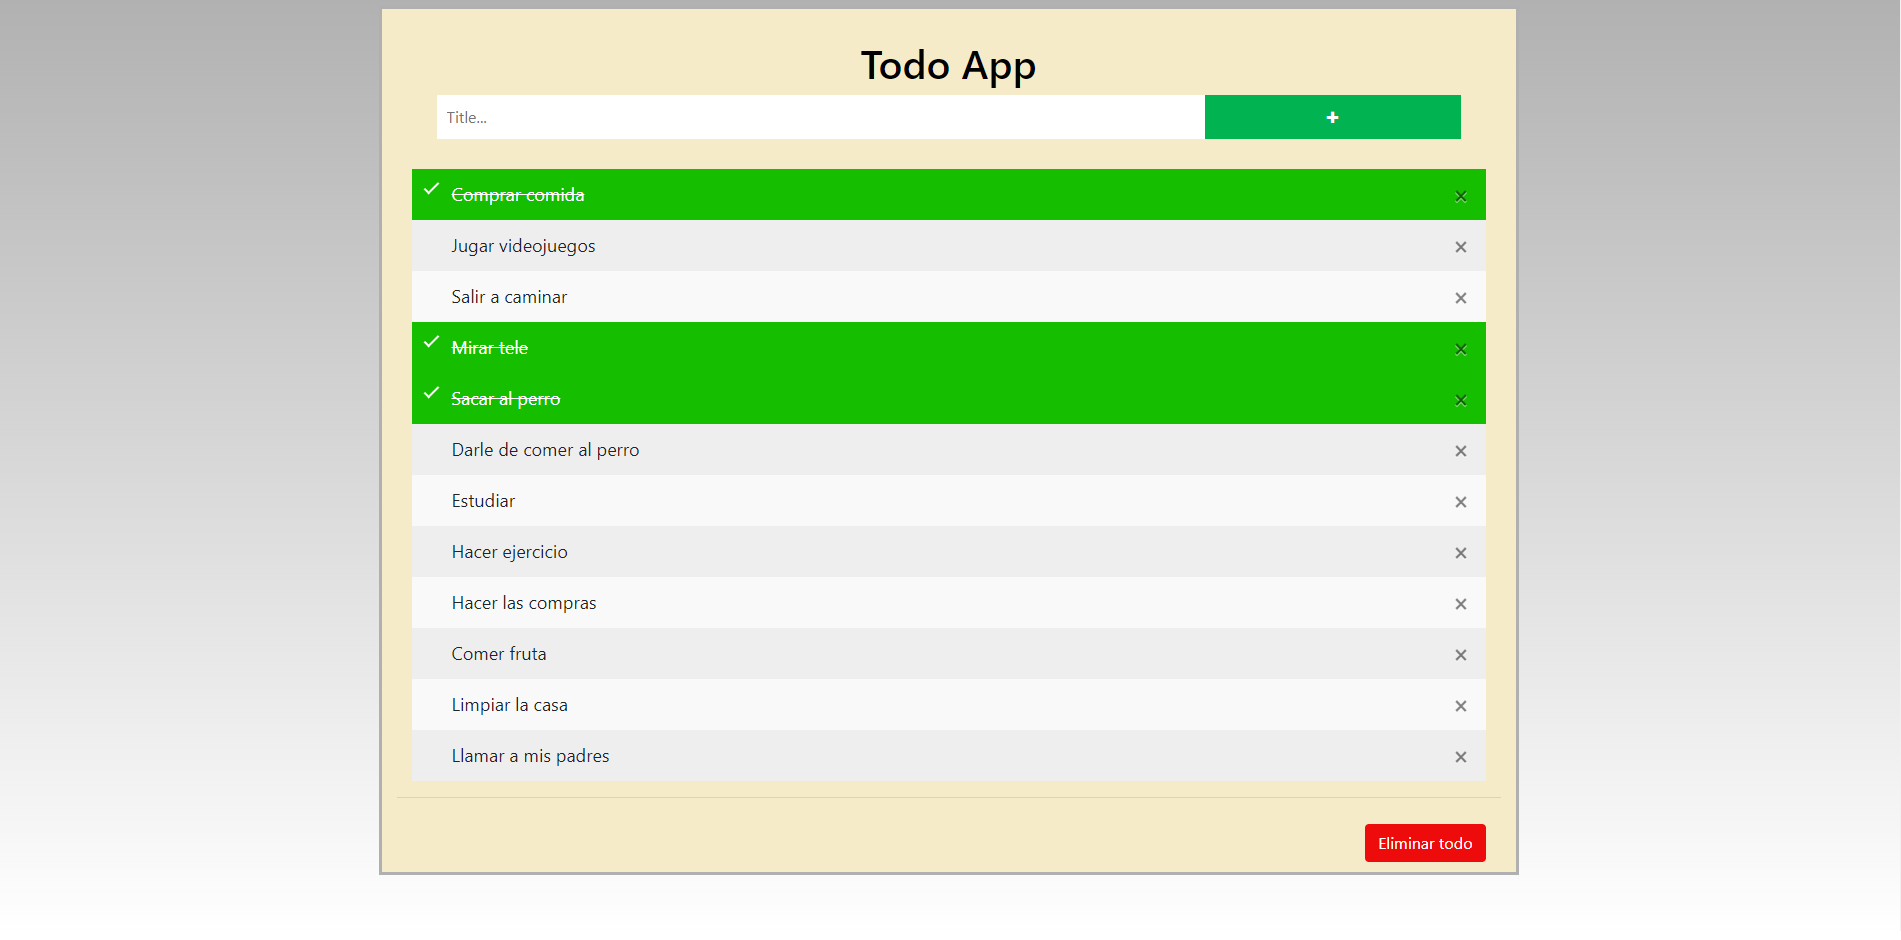 Todo App
Title...
+
Comprar comida
Jugar videojuegos
Salir a caminar
Mirar tele
Sacar al perro
Darle de comer al perro
Estudiar
Hacer ejercicio
Hacer las compras
Comer fruta
Limpiar la casa
Llamar a mis padres
Eliminar todo